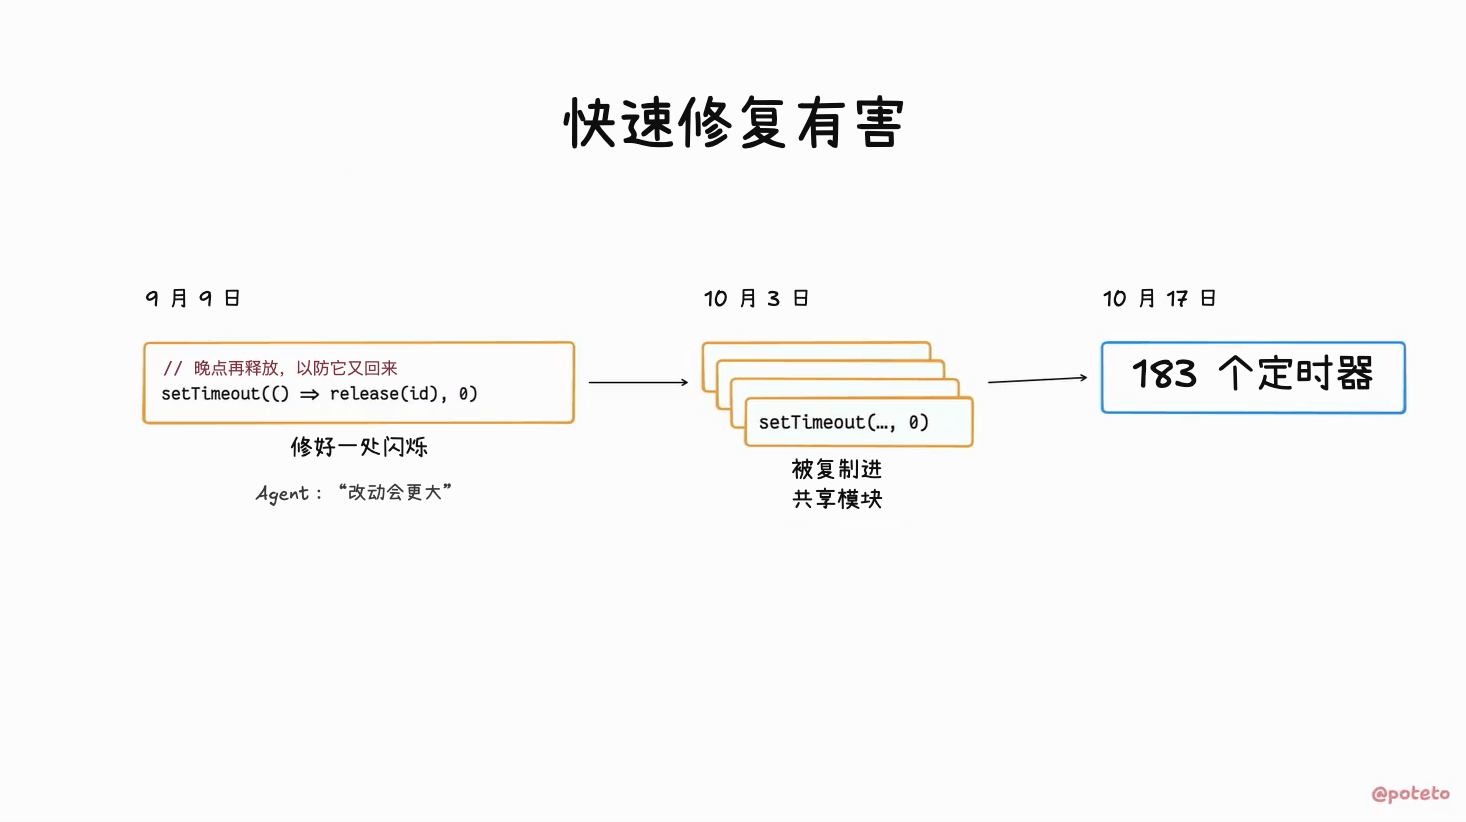 快速修复有害
9 月 9 日
// 晚点再释放，以防它又回来
setTimeout(() => release(id), 0)
修好一处闪烁
Agent：“改动会更大”
10 月 3 日
setTimeout(…, 0)
被复制进
共享模块
10 月 17 日
183 个定时器
@poteto